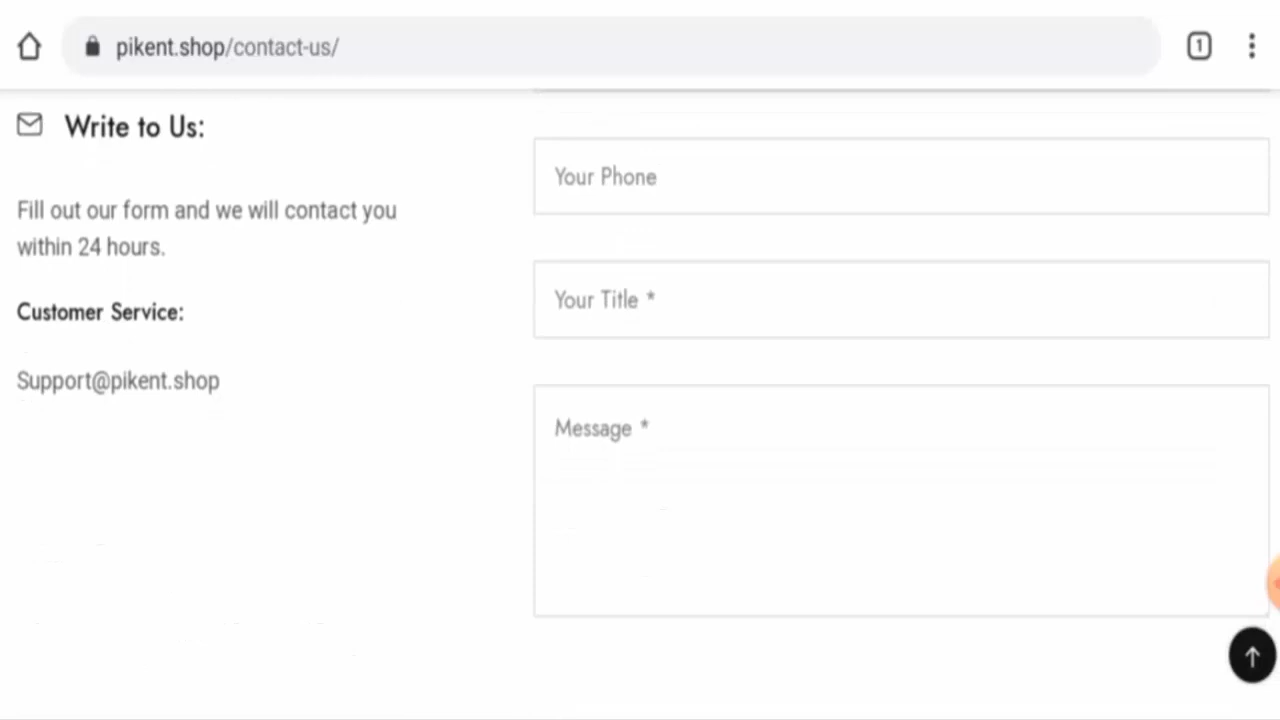 1
pikent.shop/contact-us/
Write to Us:
Fill out our form and we will contact you
within 24 hours.
Customer Service:
Support@pikent.shop
Your Phone
Your Title *
Message *